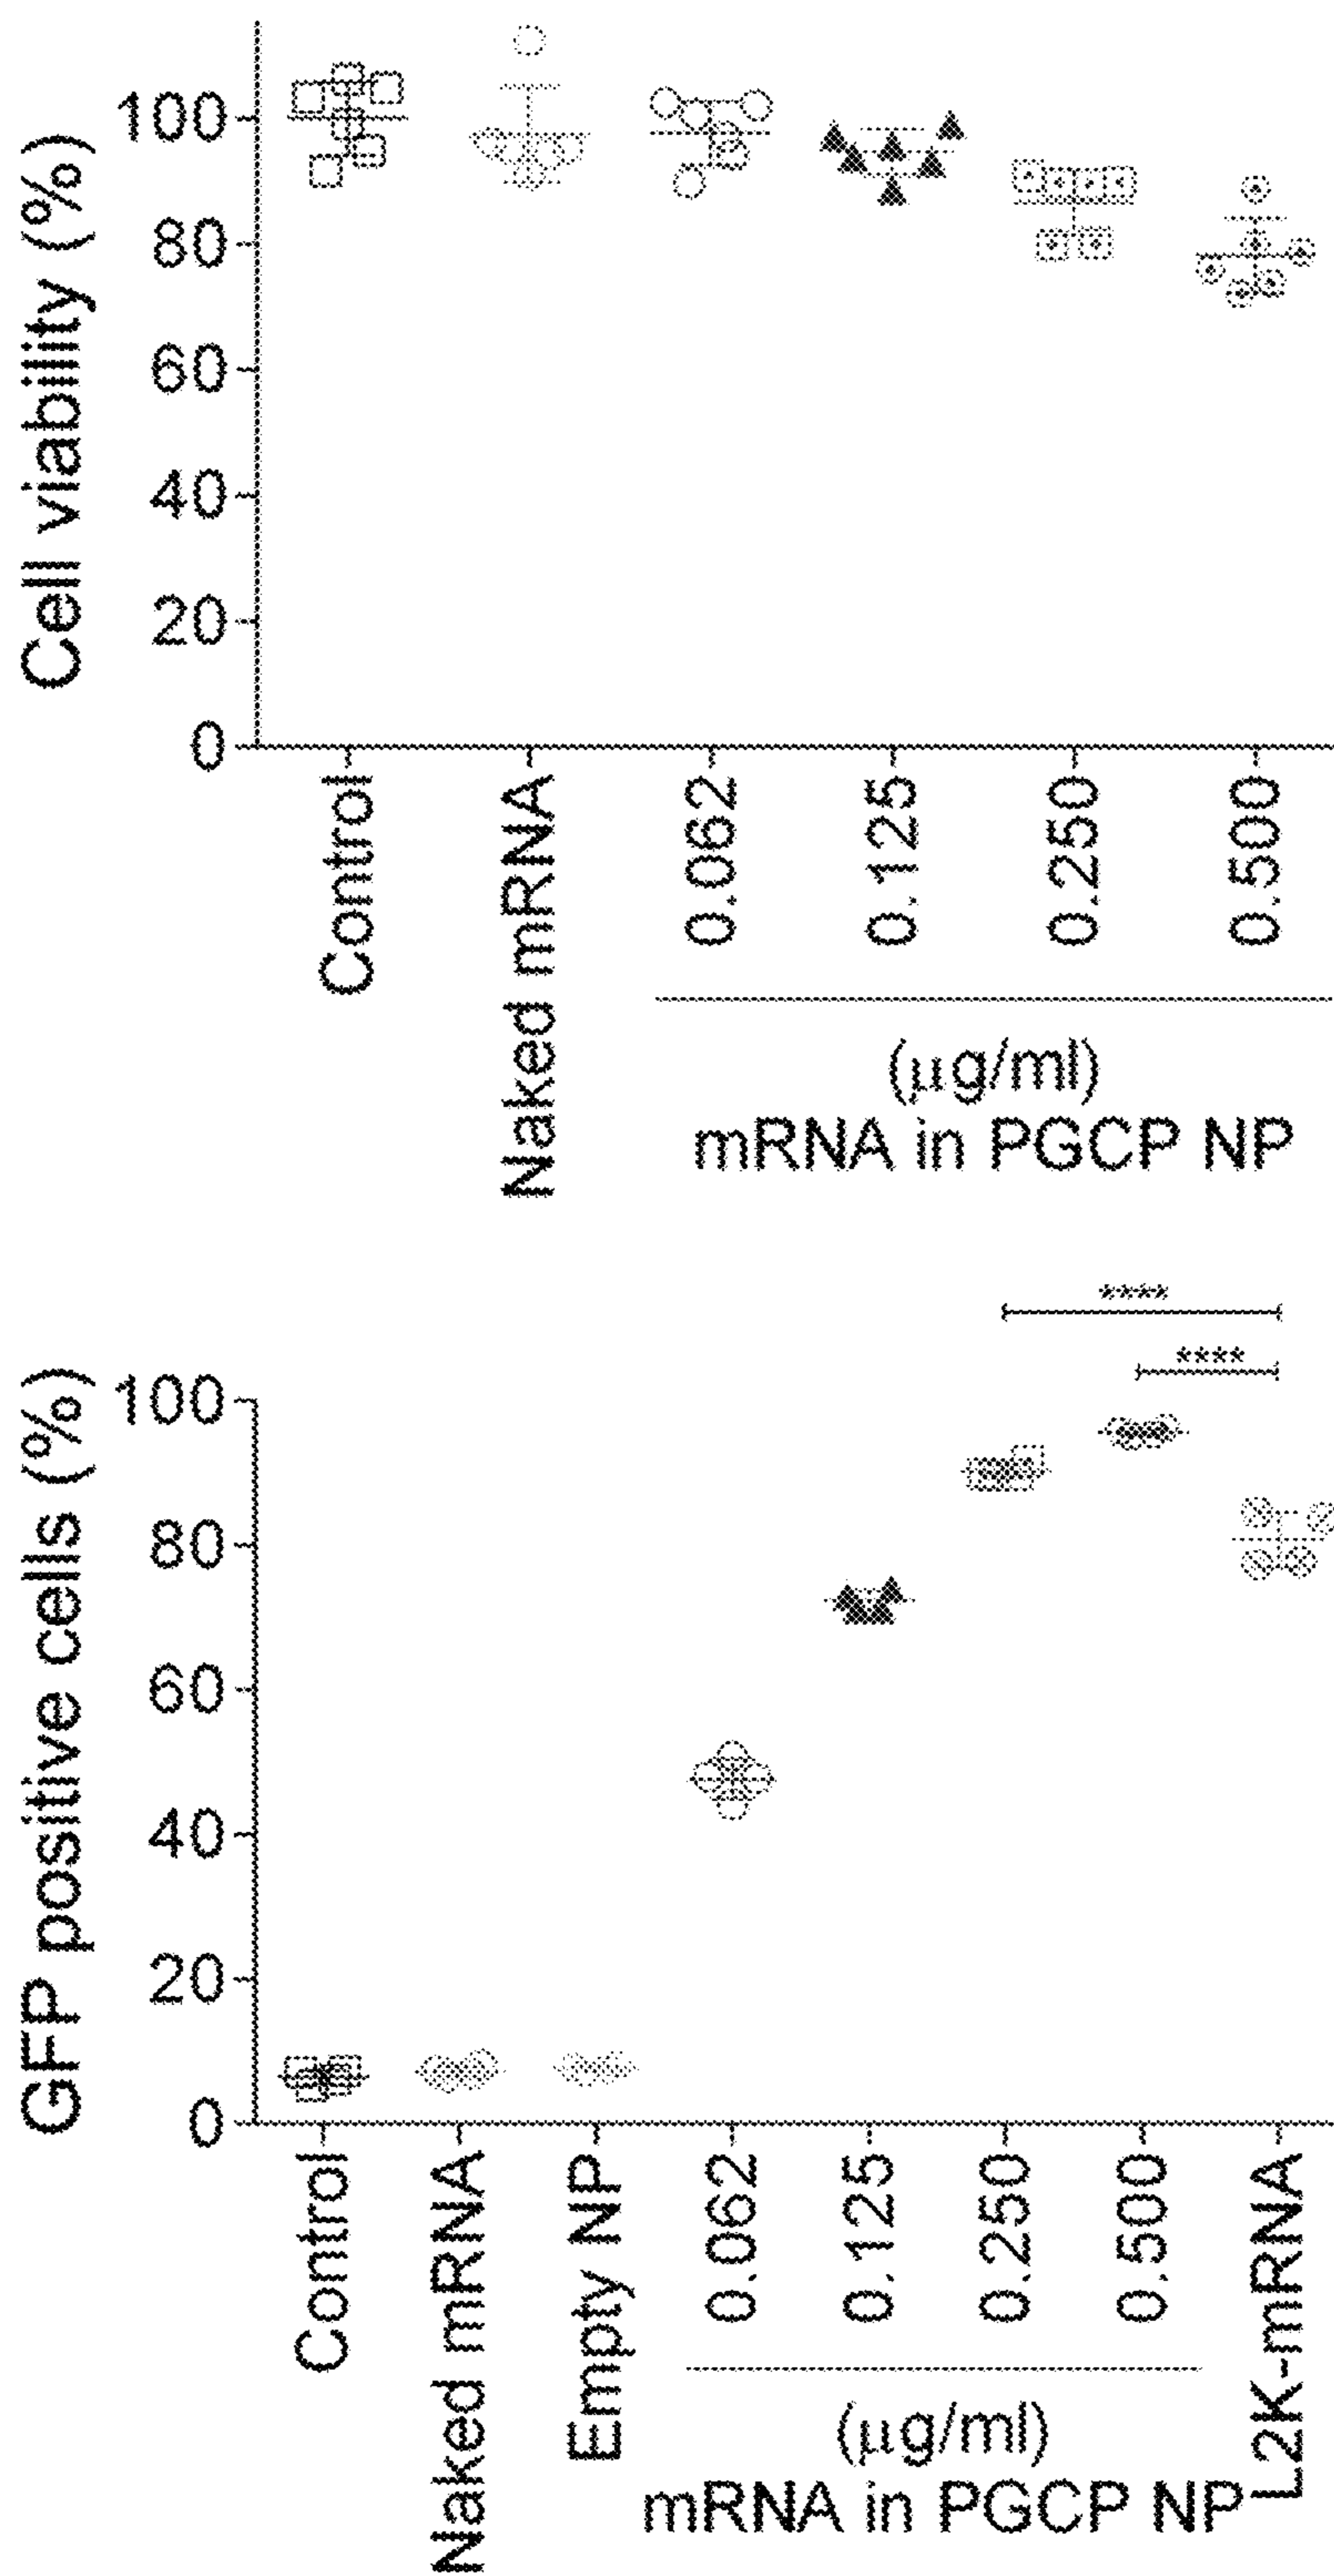 Cell viability (%)
100
80
60
40
20
0
Control
Naked mRNA
0.062
0.125
0.250
0.500
(μg/ml)
mRNA in PGCP NP
GFP positive cells (%)
100
80
60
40
20
0
****
****
Control
Naked mRNA
Empty NP
0.062
0.125
0.250
0.500
L2K-mRNA
(μg/ml)
mRNA in PGCP NP